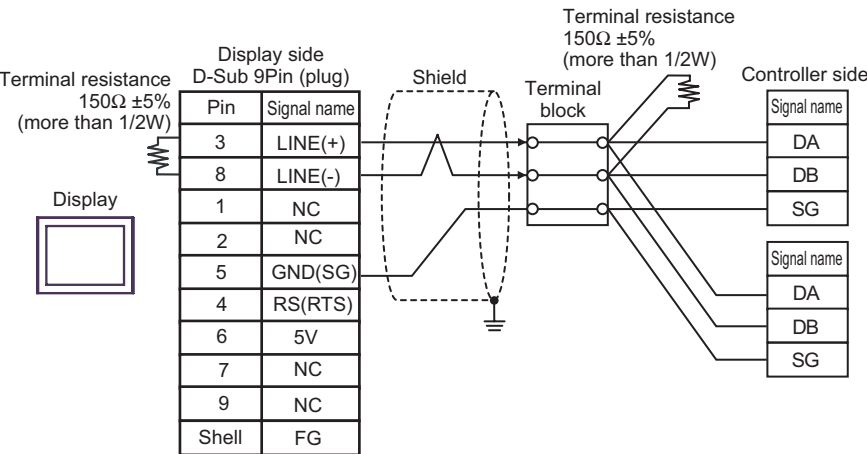 Terminal resistance
150Ω ±5%
(more than 1/2W)
Display side
D-Sub 9Pin (plug)
Terminal resistance
150Ω ±5%
(more than 1/2W)
Shield
Terminal
block
Controller side
Pin Signal name
3 LINE(+)
8 LINE(-)
1 NC
2 NC
5 GND(SG)
4 RS(RTS)
6 5V
7 NC
9 NC
Shell FG
Display
Signal name
DA
DB
SG
Signal name
DA
DB
SG